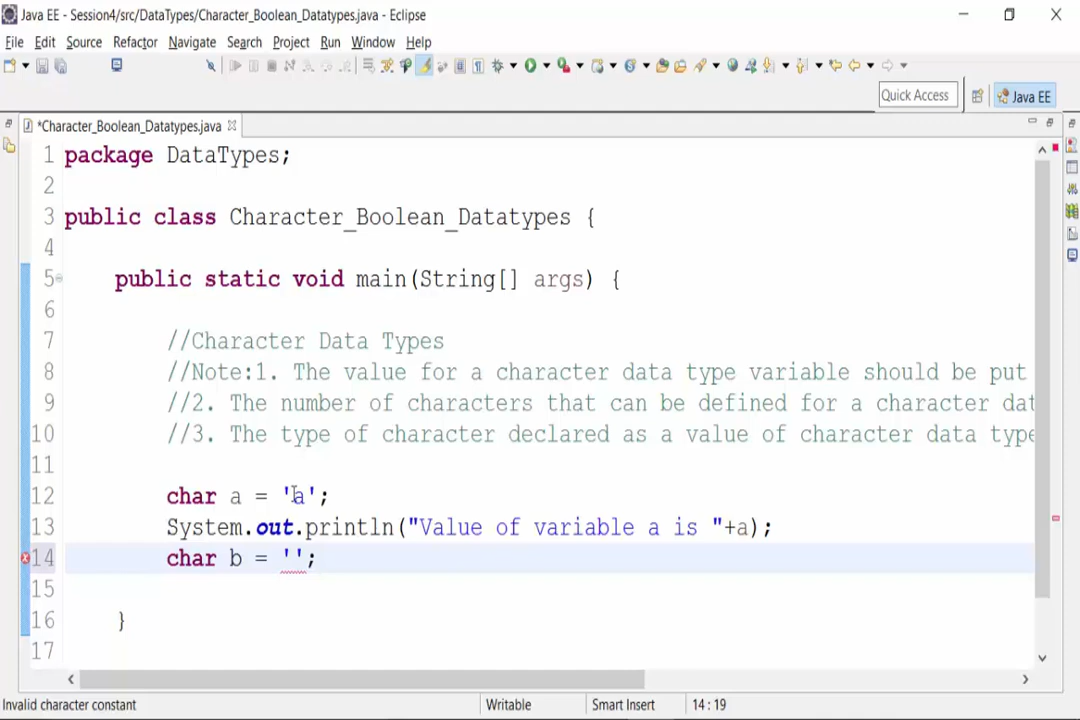 Java EE - Session4/src/DataTypes/Character_Boolean_Datatypes.java - Eclipse
File Edit Source Refactor Navigate Search Project Run Window Help
Quick Access
Java EE
*Character_Boolean_Datatypes.java
1 package DataTypes;
2
3 public class Character_Boolean_Datatypes {
4
5 public static void main(String[] args) {
6
7 //Character Data Types
8 //Note:1. The value for a character data type variable should be put
9 //2. The number of characters that can be defined for a character dat
10 //3. The type of character declared as a value of character data type
11
12 char a = 'a';
13 System.out.println("Value of variable a is "+a);
14 char b = '';
15
16 }
17
Invalid character constant
Writable
Smart Insert
14 : 19